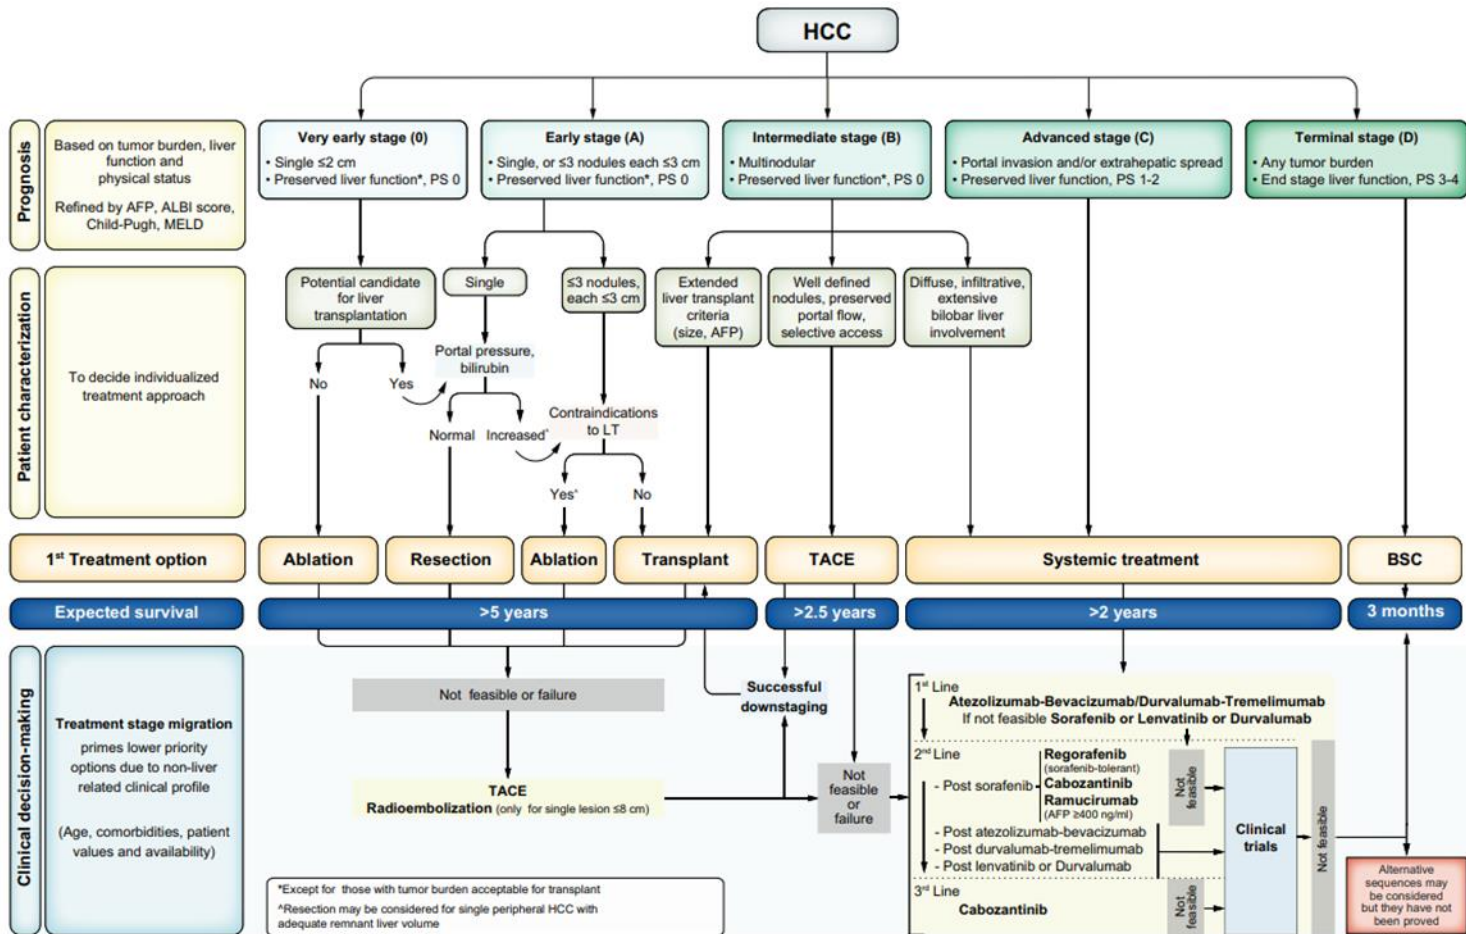 HCC
Prognosis
Based on tumor burden, liver
function and
physical status
Refined by AFP, ALBI score,
Child-Pugh, MELD
Very early stage (0)
• Single ≤2 cm
• Preserved liver function*, PS 0
Early stage (A)
• Single, or ≤3 nodules each ≤3 cm
• Preserved liver function*, PS 0
Intermediate stage (B)
• Multinodular
• Preserved liver function*, PS 0
Advanced stage (C)
• Portal invasion and/or extrahepatic spread
• Preserved liver function, PS 1-2
Terminal stage (D)
• Any tumor burden
• End stage liver function, PS 3-4
Patient characterization
To decide individualized
treatment approach
Potential candidate
for liver
transplantation
Single
≤3 nodules,
each ≤3 cm
Extended
liver transplant
criteria
(size, AFP)
Well defined
nodules, preserved
portal flow,
selective access
Diffuse, infiltrative,
extensive
bilobar liver
involvement
No
Yes
Portal pressure,
bilirubin
Normal
Increased^
Contraindications
to LT
Yes^
No
1st Treatment option
Ablation
Resection
Ablation
Transplant
TACE
Systemic treatment
BSC
Expected survival
>5 years
>2.5 years
>2 years
3 months
Clinical decision-making
Treatment stage migration
primes lower priority
options due to non-liver
related clinical profile
(Age, comorbidities, patient
values and availability)
Not feasible or failure
TACE
Radioembolization (only for single lesion ≤8 cm)
Successful
downstaging
Not
feasible
or
failure
1st Line
Atezolizumab-Bevacizumab/Durvalumab-Tremelimumab
If not feasible Sorafenib or Lenvatinib or Durvalumab
2nd Line
- Post sorafenib
Regorafenib
(sorafenib-tolerant)
Cabozantinib
Ramucirumab
(AFP ≥400 ng/ml)
Not
feasible
- Post atezolizumab-bevacizumab
- Post durvalumab-tremelimumab
- Post lenvatinib or Durvalumab
3rd Line
Cabozantinib
Not
feasible
Clinical
trials
Not feasible
Alternative
sequences may
be considered
but they have not
been proved
*Except for those with tumor burden acceptable for transplant
^Resection may be considered for single peripheral HCC with
adequate remnant liver volume